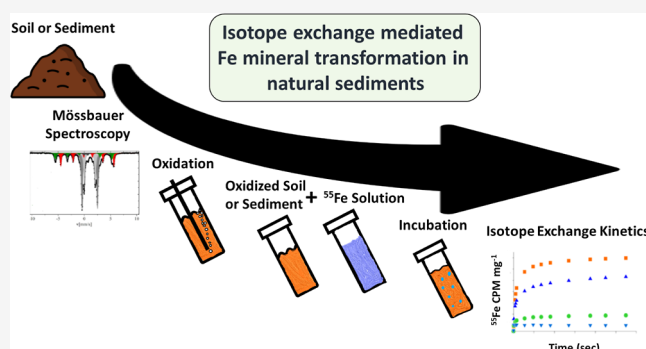 Soil or Sediment
Isotope exchange mediated
Fe mineral transformation in
natural sediments
Mössbauer
Spectroscopy
Oxidation
Oxidized Soil
or Sediment
+ ⁵⁵Fe Solution
Incubation
Isotope Exchange Kinetics
⁵⁵Fe CPM mg⁻¹
Time (sec)